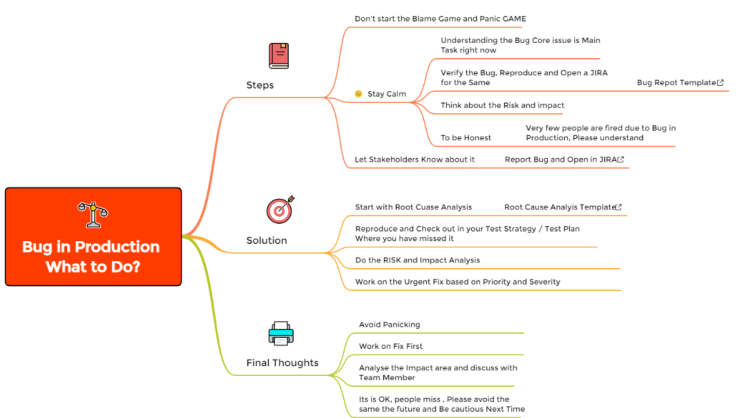 Bug in Production
What to Do?
Steps
Don't start the Blame Game and Panic GAME
Stay Calm
Understanding the Bug Core issue is Main
Task right now
Verify the Bug, Reproduce and Open a JIRA
for the Same
Bug Repot Template
Think about the Risk and impact
To be Honest
Very few people are fired due to Bug in
Production, Please understand
Let Stakeholders Know about it
Report Bug and Open in JIRA
Solution
Start with Root Cuase Analysis
Root Cause Analyis Template
Reproduce and Check out in your Test Strategy / Test Plan
Where you have missed it
Do the RISK and Impact Analysis
Work on the Urgent Fix based on Priority and Severity
Final Thoughts
Avoid Panicking
Work on Fix First
Analyse the Impact area and discuss with
Team Member
Its is OK, people miss , Please avoid the
same the future and Be cautious Next Time